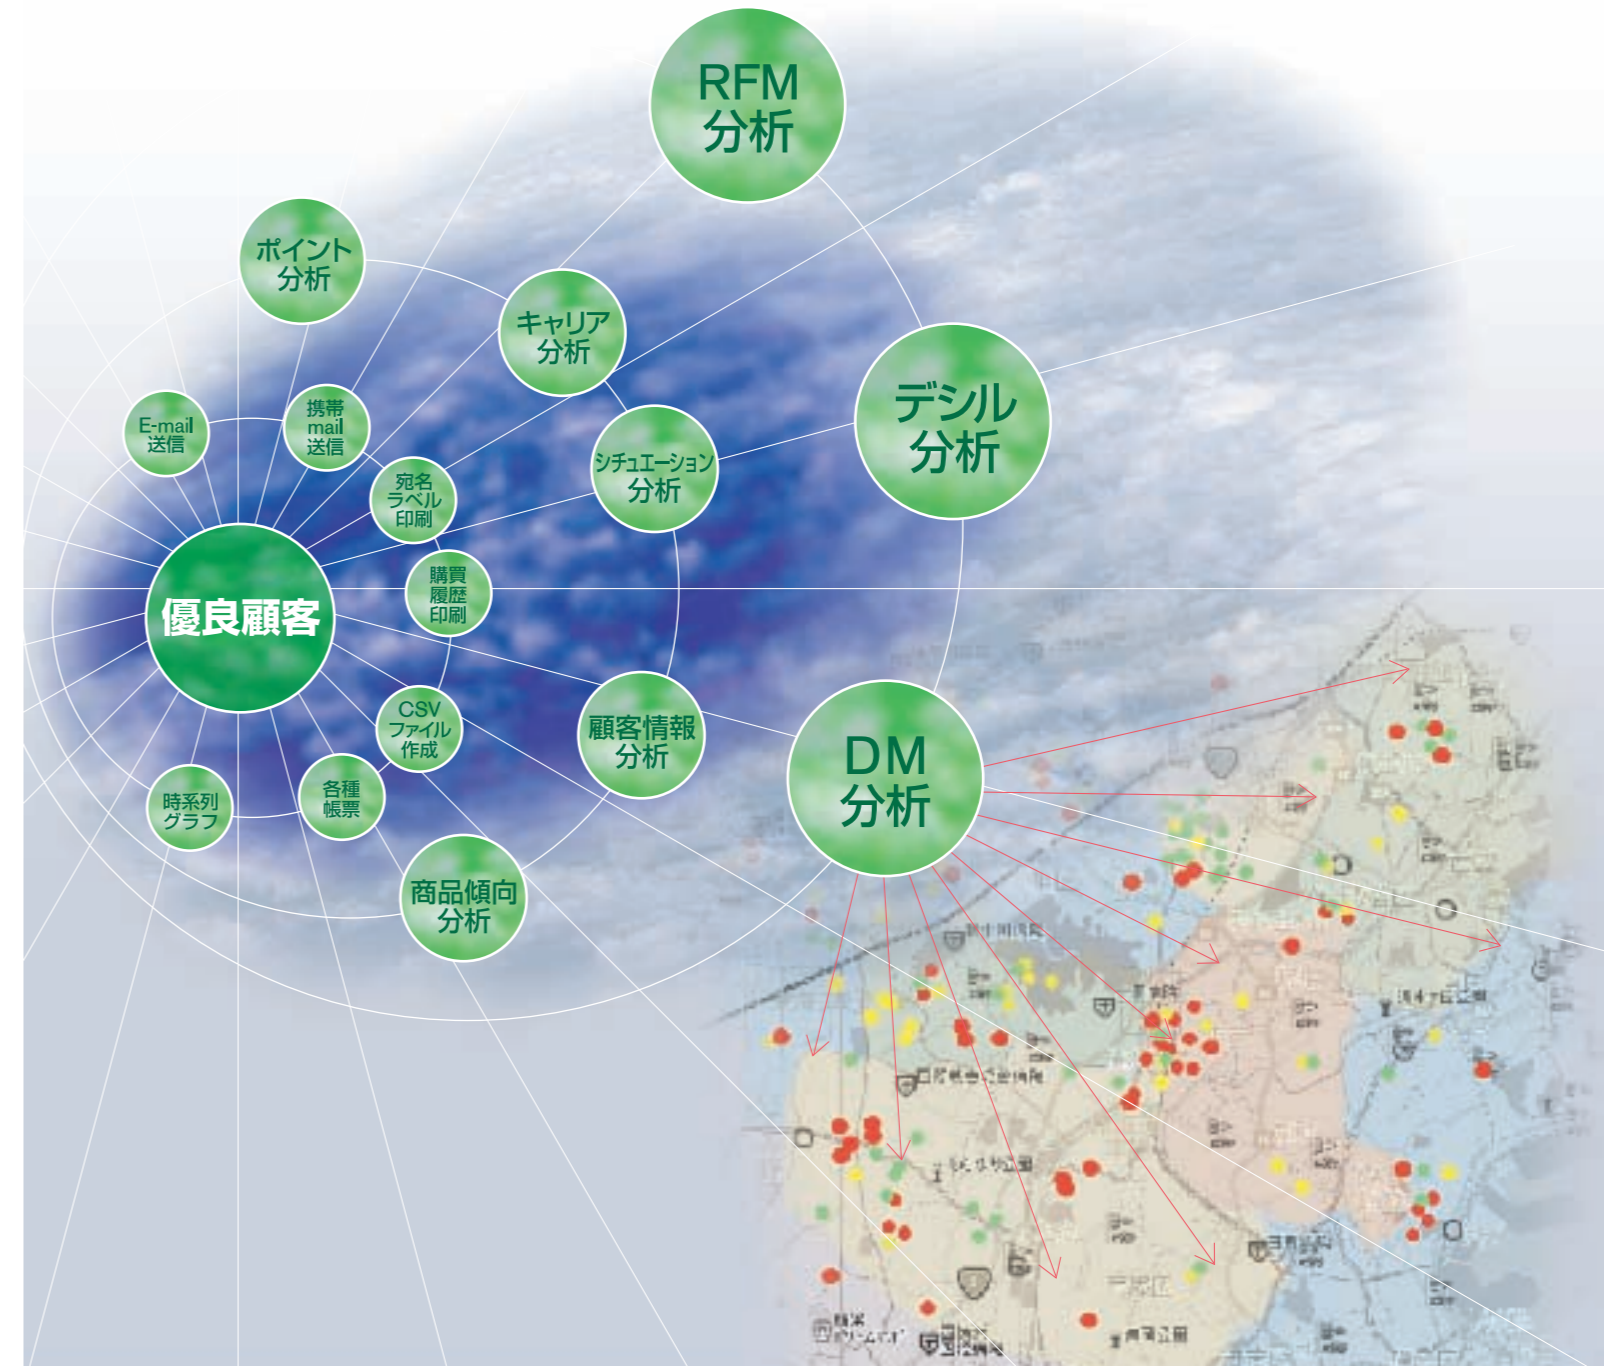 RFM
分析
ポイント
分析
キャリア
分析
デシル
分析
E-mail
送信
携帯
mail
送信
シチュエーション
分析
宛名
ラベル
印刷
購買
履歴
印刷
優良顧客
CSV
ファイル
作成
顧客情報
分析
DM
分析
時系列
グラフ
各種
帳票
商品傾向
分析